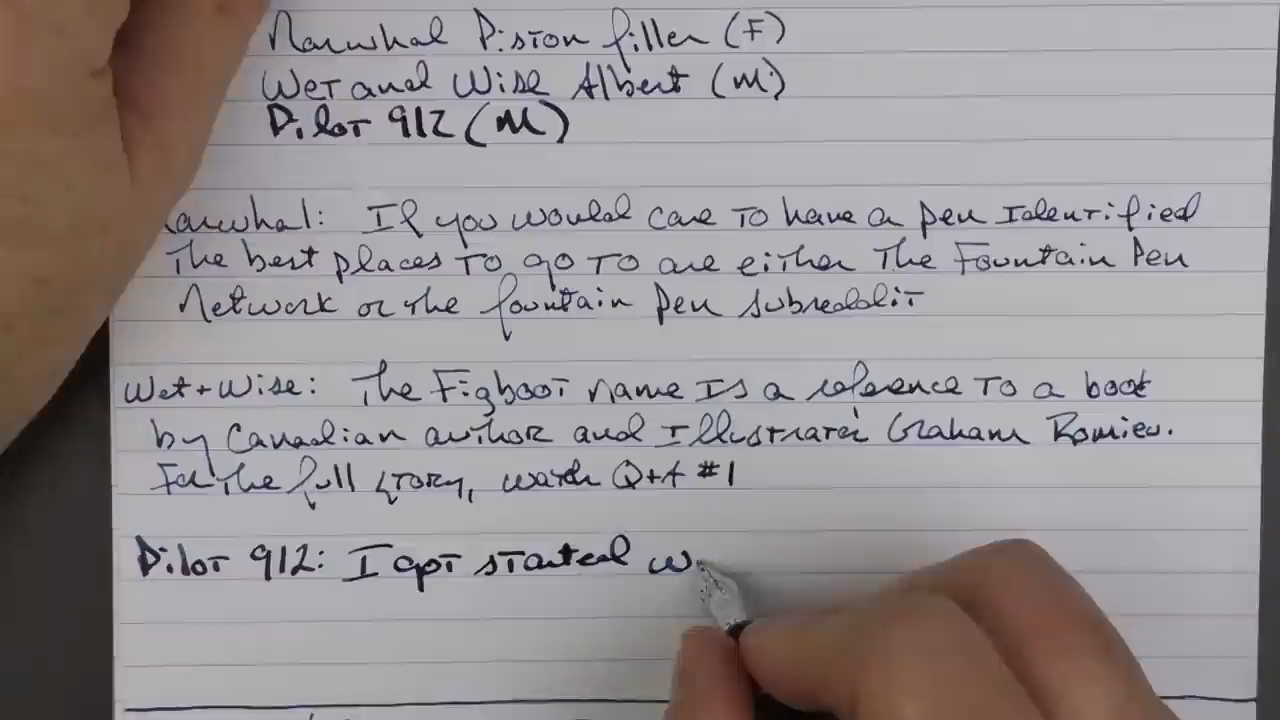 Narwhal Piston filler (F)
Wet and Wise Albert (M)
Pilot 912 (M)
arwhal: If you would care to have a pen Identified
The best places to go to are either The Fountain Pen
Network or the fountain pen subreddit
Wet + Wise: The Figboot name Is a reference to a book
by Canadian author and Illustrator Graham Romieu.
For the full story, watch Q+A #1
Pilot 912: I got started w